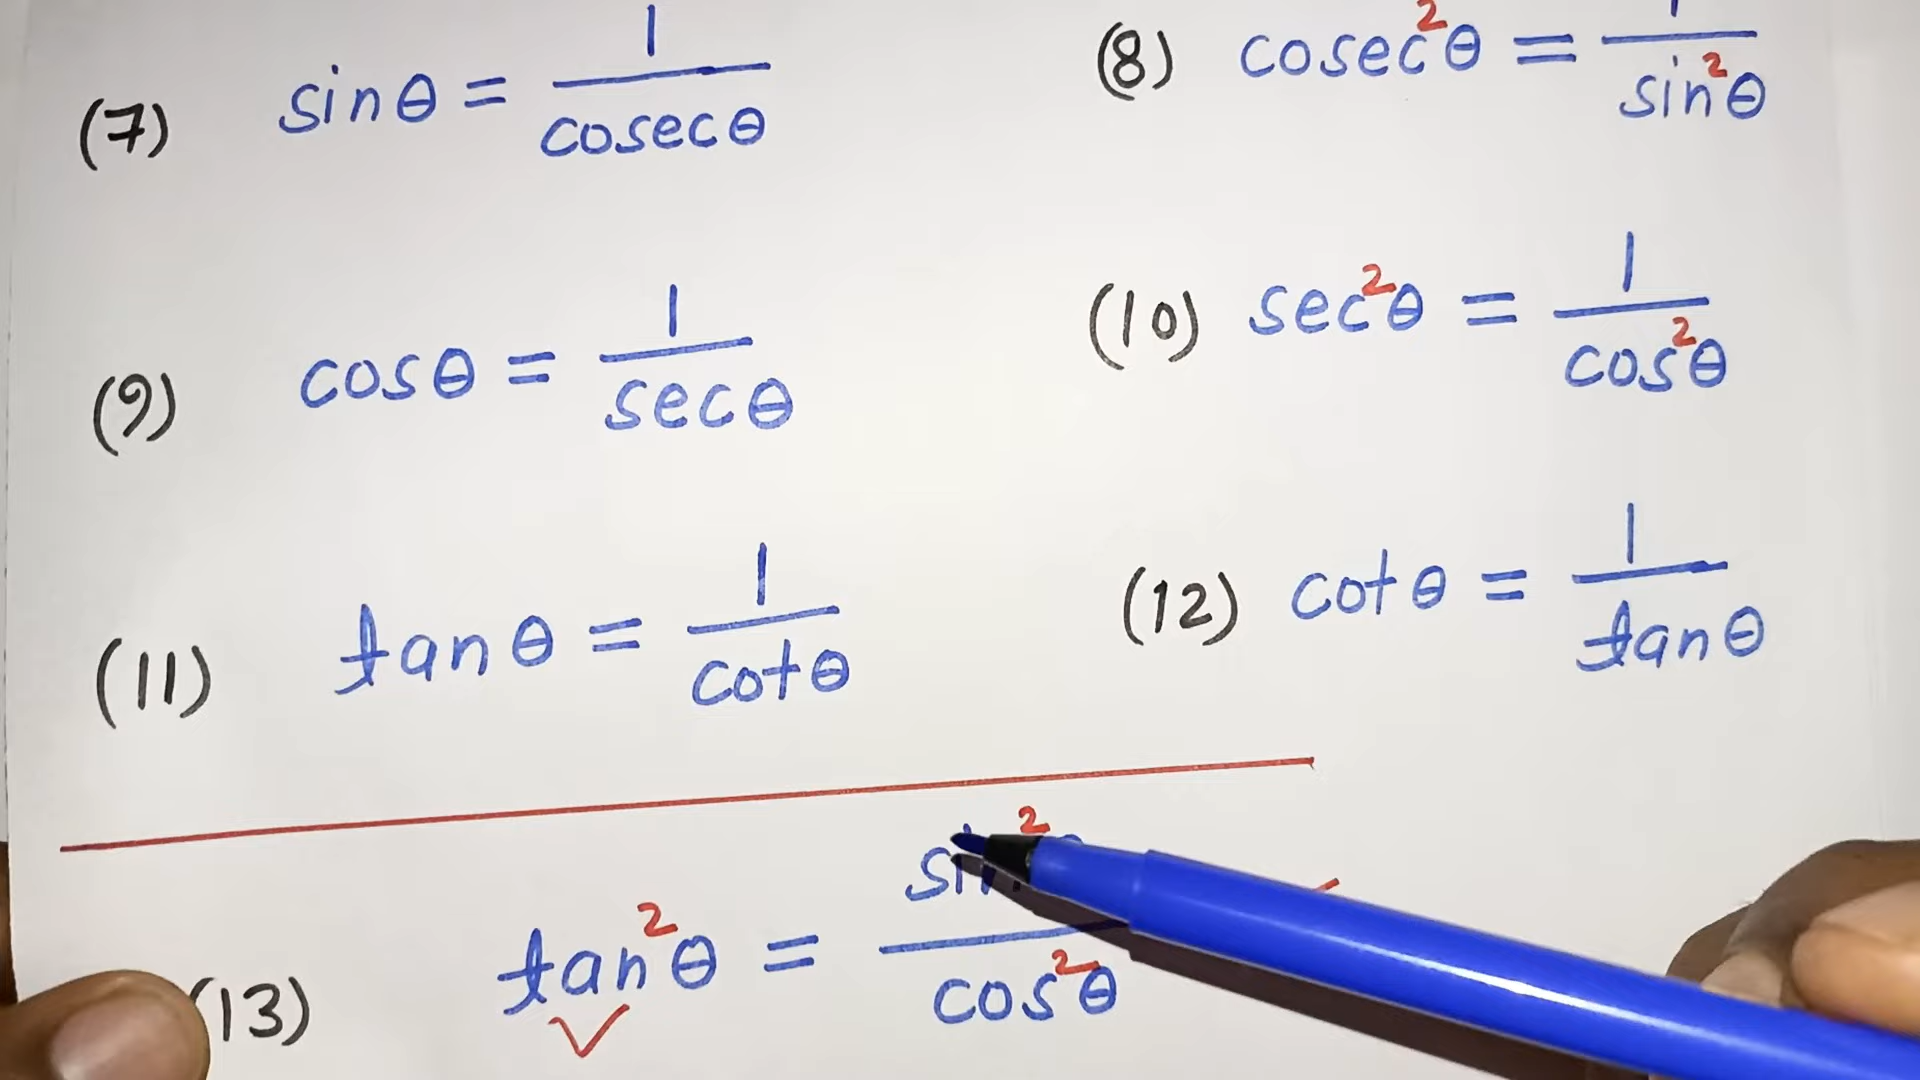 (7) sinθ = 1/cosecθ
(8) cosec²θ = 1/sin²θ
(9) cosθ = 1/secθ
(10) sec²θ = 1/cos²θ
(11) tanθ = 1/cotθ
(12) cotθ = 1/tanθ
(13) tan²θ = sin²θ/cos²θ